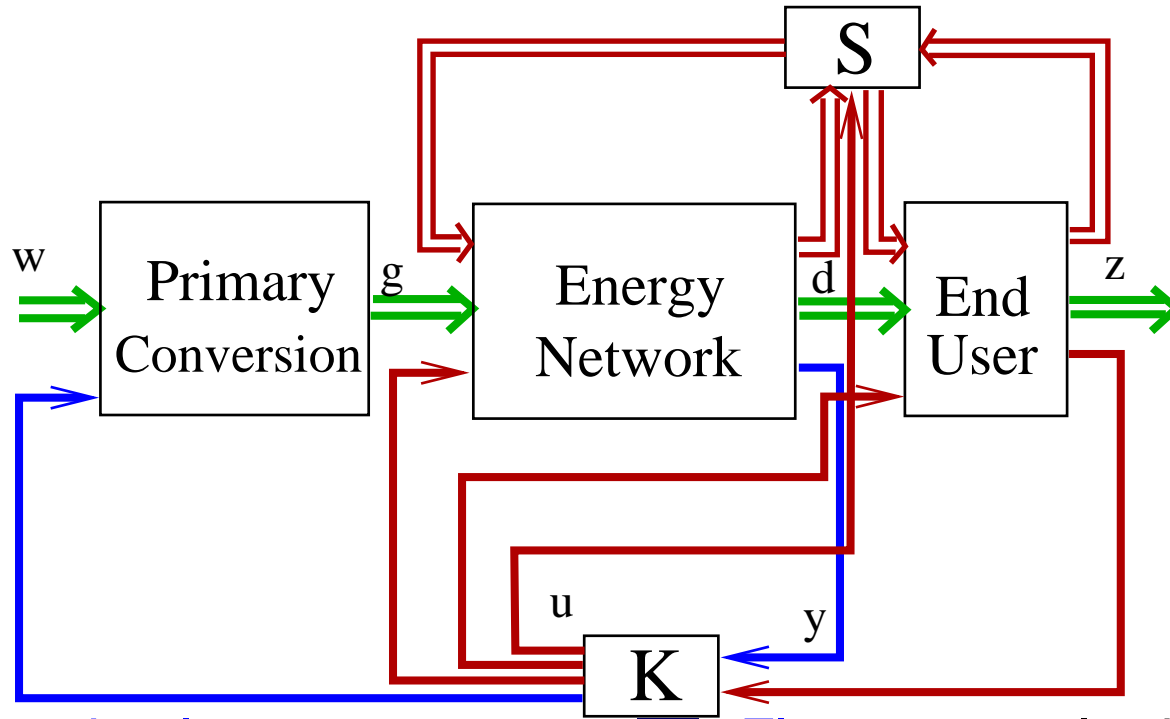 S
w
g
d
z
Primary
Conversion
Energy
Network
End
User
u
y
K